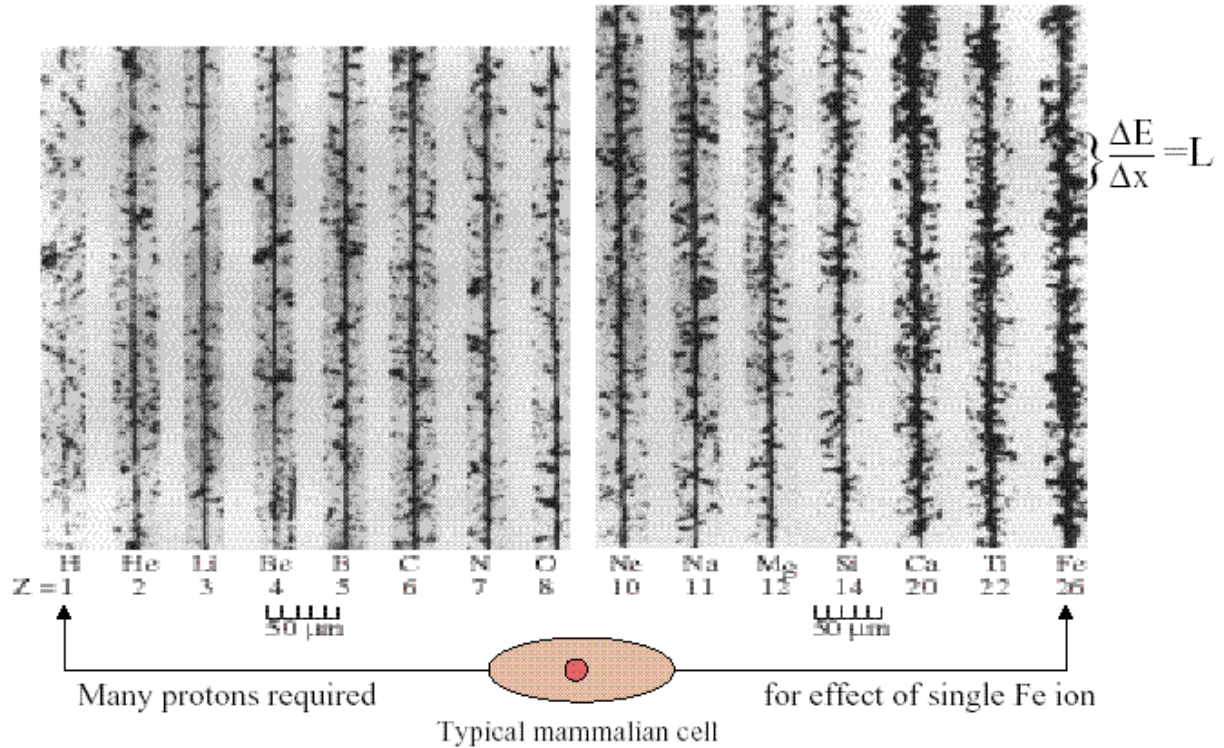 ΔE
Δx
=L
H He Li Be B C N O Ne Na Mg Si Ca Ti Fe
Z = 1 2 3 4 5 6 7 8 10 11 12 14 20 22 26
50 μm 50 μm
Many protons required for effect of single Fe ion
Typical mammalian cell